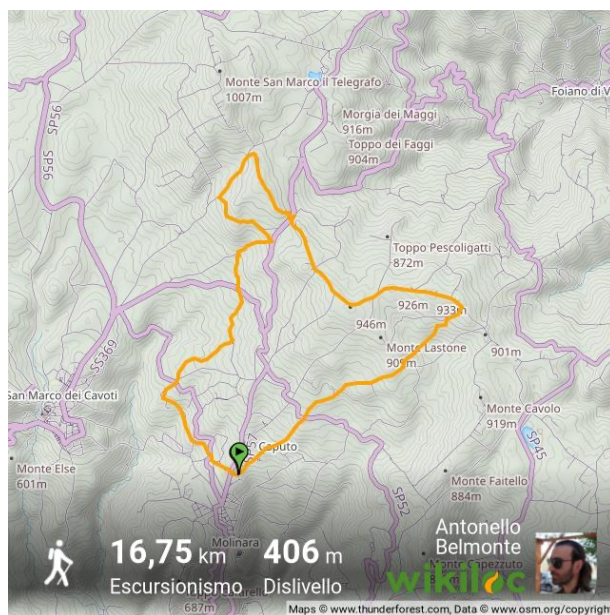 Monte San Marco il Telegrafo
1007m
SP56
SP56
Foiano di V
Morgia dei Maggi
916m
Toppo dei Faggi
904m
Toppo Pescoligatti
872m
926m
933m
946m
Monte Lastone
901m
SS369
San Marco dei Cavoti
Monte Cavolo
919m
SP45
Caputo
Monte Else
601m
Monte Faitello
884m
SP52
Molinara
687m
16,75 km
406 m
Escursionismo
Dislivello
Antonello
Belmonte
wikiloc
Maps © www.thunderforest.com, Data © www.osm.org/copyright